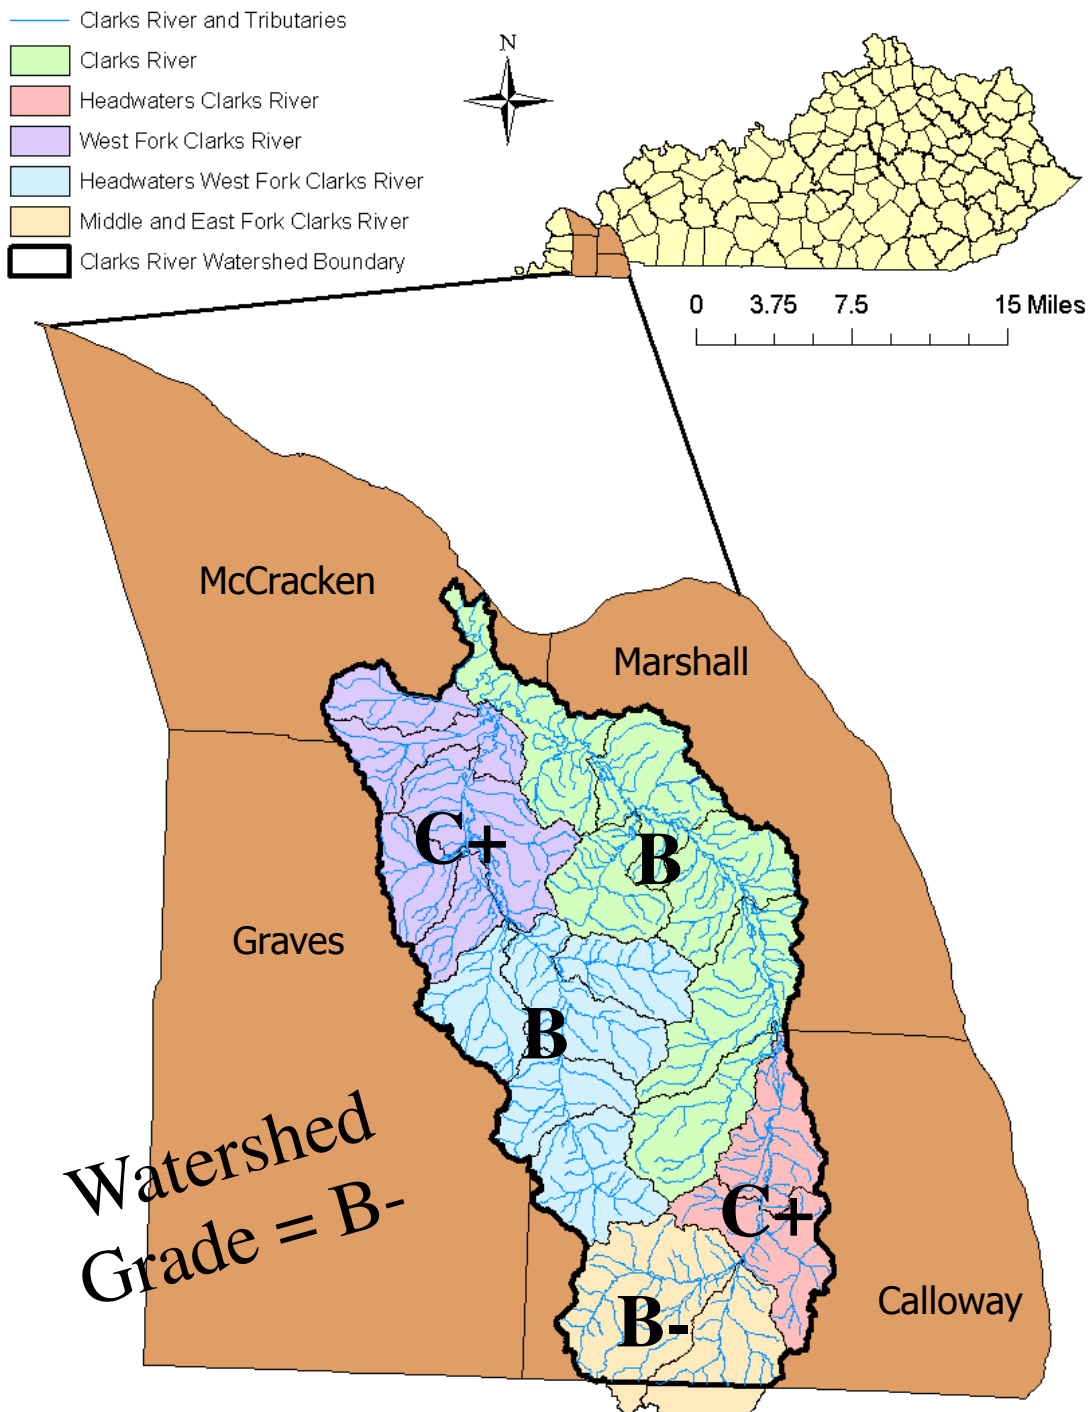 Clarks River and Tributaries
Clarks River
Headwaters Clarks River
West Fork Clarks River
Headwaters West Fork Clarks River
Middle and East Fork Clarks River
Clarks River Watershed Boundary
N
0 3.75 7.5 15 Miles
McCracken
Marshall
C+
B
Graves
B
Watershed
Grade = B-
C+
Calloway
B-